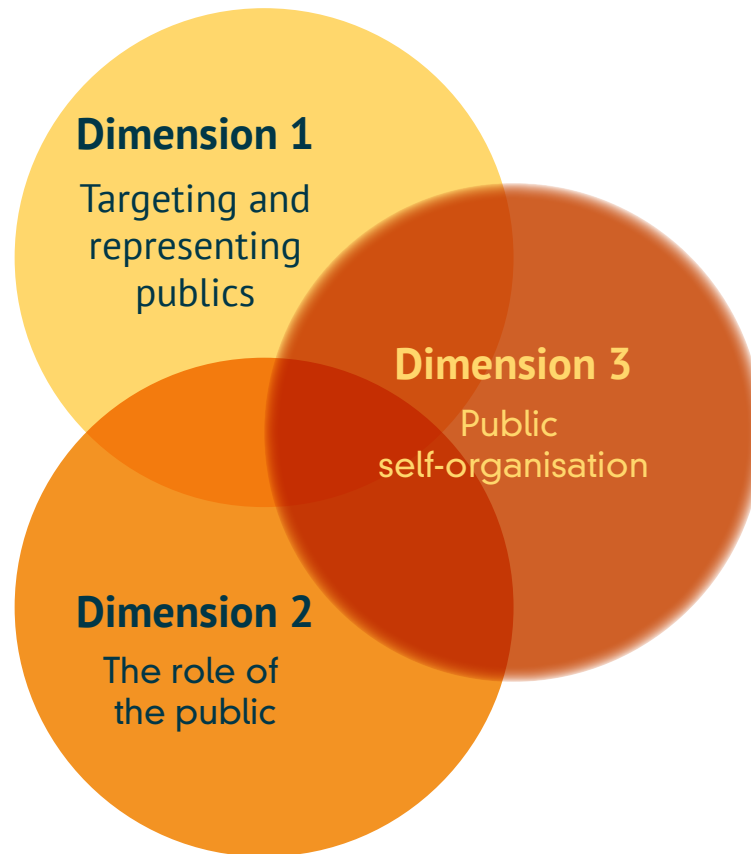 Dimension 1
Targeting and
representing
publics
Dimension 3
Public
self-organisation
Dimension 2
The role of
the public